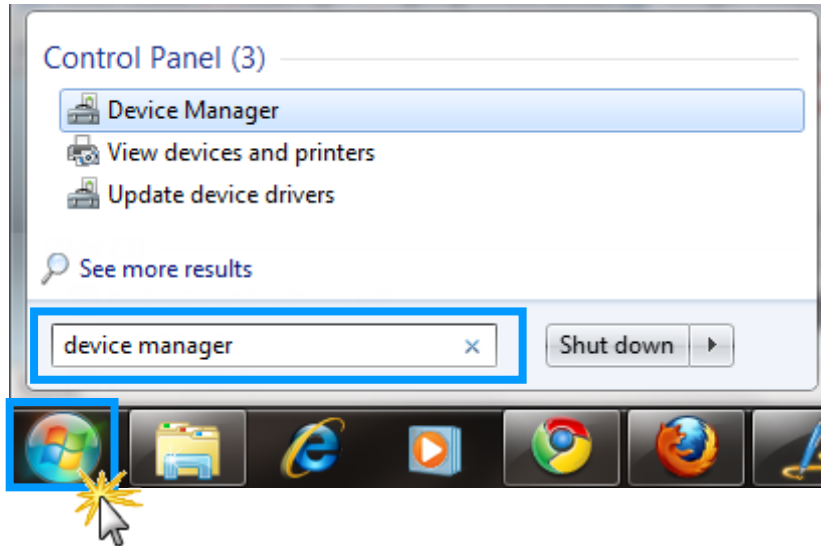 Control Panel (3)
Device Manager
View devices and printers
Update device drivers
See more results
device manager
Shut down